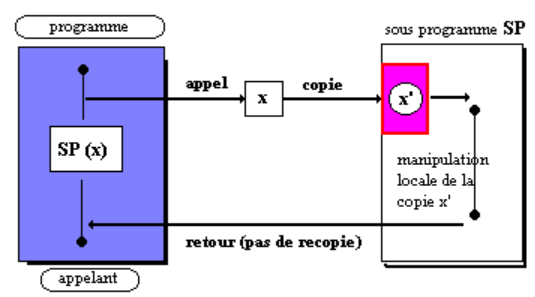 programme
sous programme SP
appel
x
copie
x'
SP (x)
manipulation
locale de la
copie x'
retour (pas de recopie)
appelant